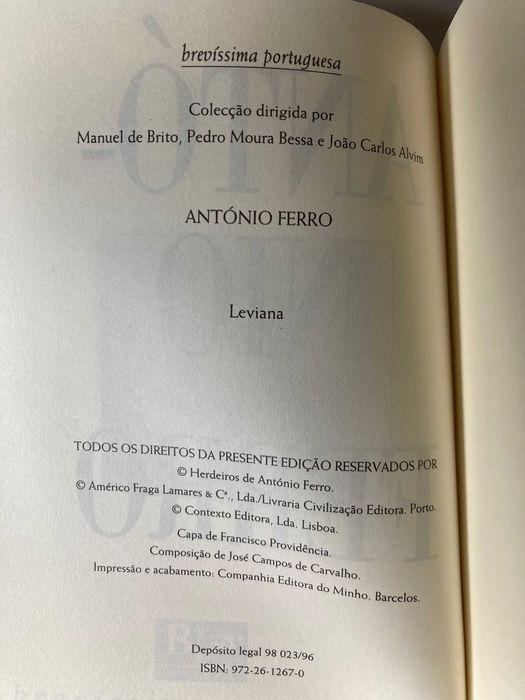 brevíssima portuguesa
Colecção dirigida por
Manuel de Brito, Pedro Moura Bessa e João Carlos Alvim
ANTÓNIO FERRO
Leviana
TODOS OS DIREITOS DA PRESENTE EDIÇÃO RESERVADOS POR
© Herdeiros de António Ferro.
© Américo Fraga Lamares & Cª., Lda/Livraria Civilização Editora. Porto.
© Contexto Editora, Lda. Lisboa.
Capa de Francisco Providência.
Composição de José Campos de Carvalho.
Impressão e acabamento: Companhia Editora do Minho. Barcelos.
Depósito legal 98 023/96
ISBN: 972-26-1267-0